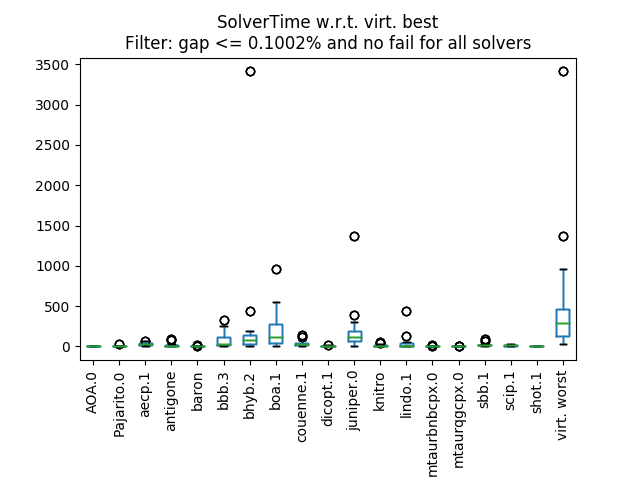 SolverTime w.r.t. virt. best
Filter: gap <= 0.1002% and no fail for all solvers
3500
3000
2500
2000
1500
1000
500
0
AOA.0
Pajarito.0
aecp.1
antigone
baron
bbb.3
bhyb.2
boa.1
couenne.1
dicopt.1
juniper.0
knitro
lindo.1
mtaurbnbcpx.0
mtaurqgcpx.0
sbb.1
scip.1
shot.1
virt. worst